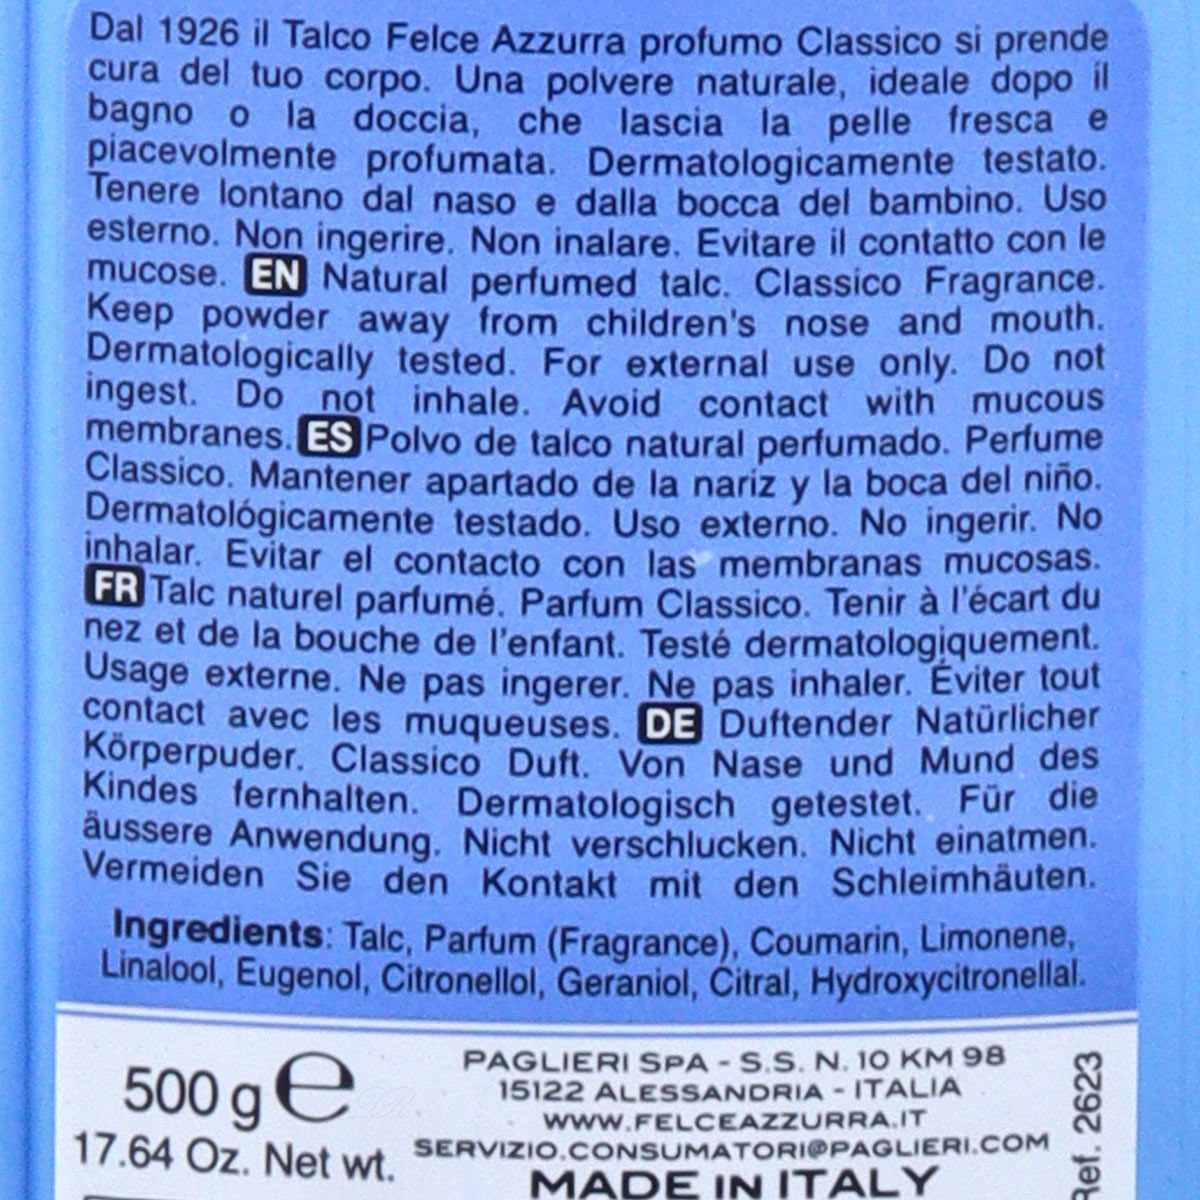 Dal 1926 il Talco Felce Azzurra profumo Classico si prende
cura del tuo corpo. Una polvere naturale, ideale dopo il
bagno o la doccia, che lascia la pelle fresca e
piacevolmente profumata. Dermatologicamente testato.
Tenere lontano dal naso e dalla bocca del bambino. Uso
esterno. Non ingerire. Non inalare. Evitare il contatto con le
mucose. EN Natural perfumed talc. Classico Fragrance.
Keep powder away from children's nose and mouth.
Dermatologically tested. For external use only. Do not
ingest. Do not inhale. Avoid contact with mucous
membranes. ES Polvo de talco natural perfumado. Perfume
Classico. Mantener apartado de la nariz y la boca del niño.
Dermatológicamente testado. Uso externo. No ingerir. No
inhalar. Evitar el contacto con las membranas mucosas.
FR Talc naturel parfumé. Parfum Classico. Tenir à l'écart du
nez et de la bouche de l'enfant. Testé dermatologiquement.
Usage externe. Ne pas ingerer. Ne pas inhaler. Éviter tout
contact avec les muqueuses. DE Duftender Natürlicher
Körperpuder. Classico Duft. Von Nase und Mund des
Kindes fernhalten. Dermatologisch getestet. Für die
äussere Anwendung. Nicht verschlucken. Nicht einatmen.
Vermeiden Sie den Kontakt mit den Schleimhäuten.
Ingredients: Talc, Parfum (Fragrance), Coumarin, Limonene,
Linalool, Eugenol, Citronellol, Geraniol, Citral, Hydroxycitronellal.
500 g e
17.64 Oz. Net wt.
PAGLIERI SPA - S.S. N. 10 KM 98
15122 ALESSANDRIA - ITALIA
WWW.FELCEAZZURRA.IT
SERVIZIO.CONSUMATORI@PAGLIERI.COM
MADE IN ITALY
Ref. 2623